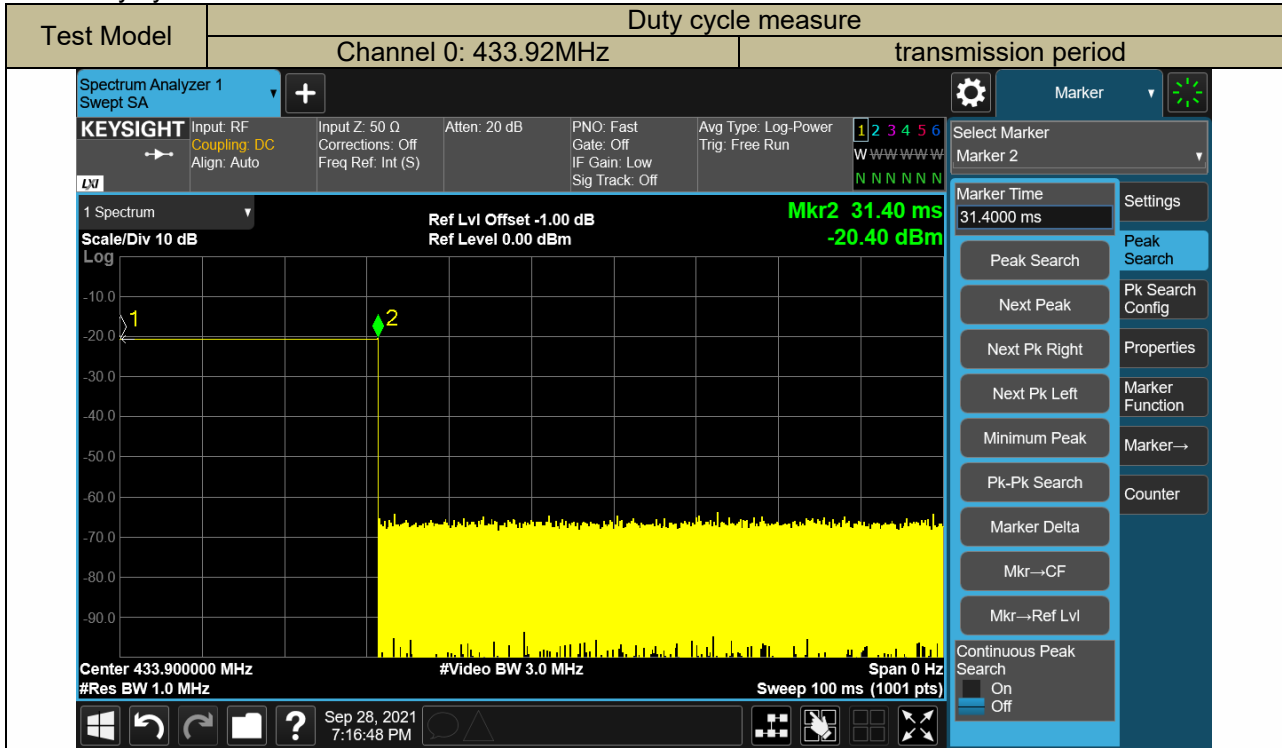 Test Model
Duty cycle measure
Channel 0: 433.92MHz
transmission period
Spectrum Analyzer 1
Swept SA
+
Marker
KEYSIGHT
LXI
Input: RF
Coupling: DC
Align: Auto
Input Z: 50 Ω
Corrections: Off
Freq Ref: Int (S)
Atten: 20 dB
PNO: Fast
Gate: Off
IF Gain: Low
Sig Track: Off
Avg Type: Log-Power
Trig: Free Run
1 2 3 4 5 6
W W W W W W
N N N N N N
Select Marker
Marker 2
1 Spectrum
Scale/Div 10 dB
Ref Lvl Offset -1.00 dB
Ref Level 0.00 dBm
Mkr2 31.40 ms
-20.40 dBm
Log
-10.0
-20.0
-30.0
-40.0
-50.0
-60.0
-70.0
-80.0
-90.0
1
2
Center 433.900000 MHz
#Res BW 1.0 MHz
#Video BW 3.0 MHz
Span 0 Hz
Sweep 100 ms (1001 pts)
Marker Time
31.4000 ms
Peak Search
Next Peak
Next Pk Right
Next Pk Left
Minimum Peak
Pk-Pk Search
Marker Delta
Mkr→CF
Mkr→Ref Lvl
Continuous Peak
Search
On
Off
Settings
Peak
Search
Pk Search
Config
Properties
Marker
Function
Marker→
Counter
?
Sep 28, 2021
7:16:48 PM